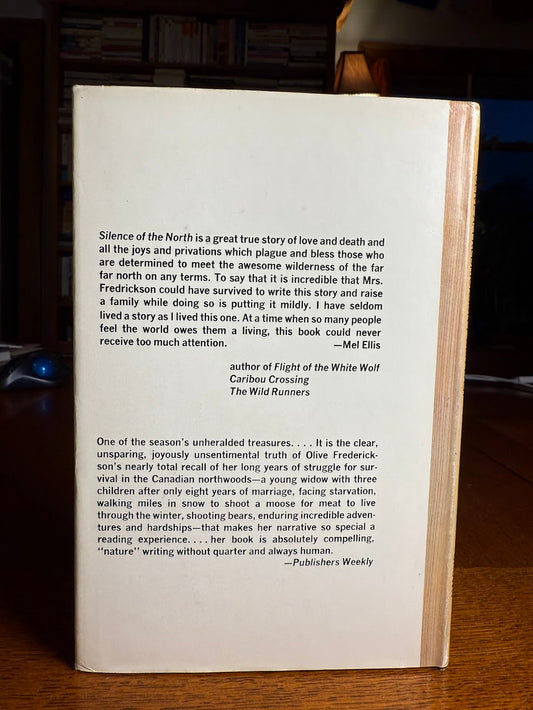 Silence of the North is a great true story of love and death and
all the joys and privations which plague and bless those who
are determined to meet the awesome wilderness of the far
far north on any terms. To say that it is incredible that Mrs.
Fredrickson could have survived to write this story and raise
a family while doing so is putting it mildly. I have seldom
lived a story as I lived this one. At a time when so many people
feel the world owes them a living, this book could never
receive too much attention. —Mel Ellis
author of Flight of the White Wolf
Caribou Crossing
The Wild Runners
One of the season's unheralded treasures. . . . It is the clear,
unsparing, joyously unsentimental truth of Olive Frederick-
son's nearly total recall of her long years of struggle for sur-
vival in the Canadian northwoods—a young widow with three
children after only eight years of marriage, facing starvation,
walking miles in snow to shoot a moose for meat to live
through the winter, shooting bears, enduring incredible adven-
tures and hardships—that makes her narrative so special a
reading experience. . . . her book is absolutely compelling,
"nature" writing without quarter and always human.
—Publishers Weekly